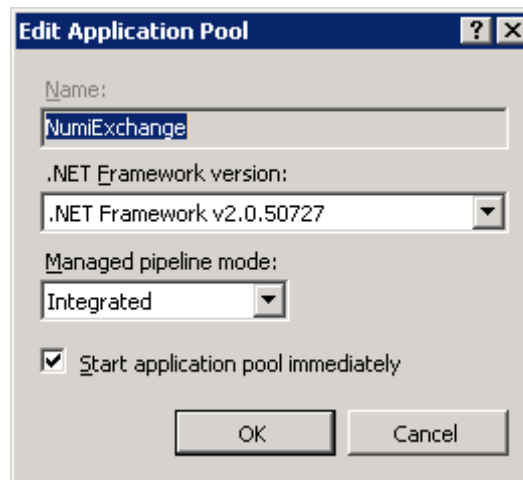 Edit Application Pool
Name:
NumiExchange
.NET Framework version:
.NET Framework v2.0.50727
Managed pipeline mode:
Integrated
Start application pool immediately
OK Cancel